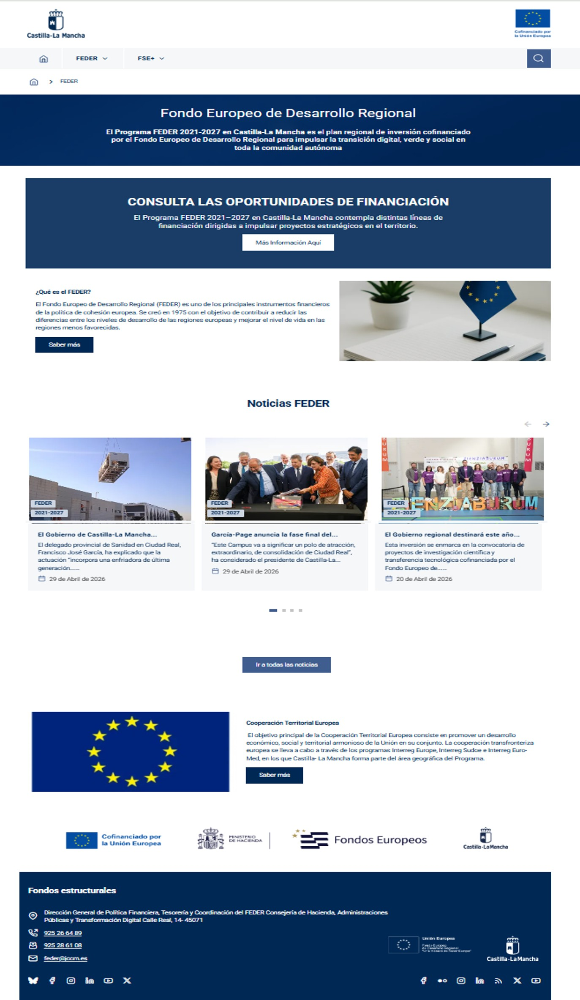 Castilla-La Mancha
Cofinanciado por
la Unión Europea
FEDER
FSE+
FEDER
Fondo Europeo de Desarrollo Regional
El Programa FEDER 2021-2027 en Castilla-La Mancha es el plan regional de inversión cofinanciado
por el Fondo Europeo de Desarrollo Regional para impulsar la transición digital, verde y social en
toda la comunidad autónoma
CONSULTA LAS OPORTUNIDADES DE FINANCIACIÓN
El Programa FEDER 2021–2027 en Castilla-La Mancha contempla distintas líneas de
financiación dirigidas a impulsar proyectos estratégicos en el territorio.
Más Información Aquí
¿Qué es el FEDER?
El Fondo Europeo de Desarrollo Regional (FEDER) es uno de los principales instrumentos financieros
de la política de cohesión europea. Se creó en 1975 con el objetivo de contribuir a reducir las
diferencias entre los niveles de desarrollo de las regiones europeas y mejorar el nivel de vida en las
regiones menos favorecidas.
Saber más
Noticias FEDER
FEDER
2021-2027
El Gobierno de Castilla-La Mancha...
El delegado provincial de Sanidad en Ciudad Real,
Francisco José García, ha explicado que la
actuación “incorpora una enfriadora de última
generación......
29 de Abril de 2026
FEDER
2021-2027
García-Page anuncia la fase final del...
“Este Campus va a significar un polo de atracción,
extraordinario, de consolidación de Ciudad Real”,
ha considerado el presidente de Castilla-La...
29 de Abril de 2026
BURUM
BURUM
ZIENZIABURUM
ZIENZIABURUM
FEDER
2021-2027
El Gobierno regional destinará este año...
Esta inversión se enmarca en la convocatoria de
proyectos de investigación científica y
transferencia tecnológica cofinanciada por el
Fondo Europeo de......
20 de Abril de 2026
Ir a todas las noticias
Cooperación Territorial Europea
El objetivo principal de la Cooperación Territorial Europea consiste en promover un desarrollo
económico, social y territorial armonioso de la Unión en su conjunto. La cooperación transfronteriza
europea se lleva a cabo a través de los programas Interreg Europe, Interreg Sudoe e Interreg Euro-
Med, en los que Castilla- La Mancha forma parte del área geográfica del Programa.
Saber más
Cofinanciado por
la Unión Europea
MINISTERIO
DE HACIENDA
Fondos Europeos
Castilla-La Mancha
Fondos estructurales
Dirección General de Política Financiera, Tesorería y Coordinación del FEDER Consejería de Hacienda, Administraciones
Públicas y Transformación Digital Calle Real, 14- 45071
925 26 64 89
925 28 61 08
feder@jccm.es
Unión Europea
Fondo Europeo
de Desarrollo Regional
"Una manera de hacer Europa"
Castilla-La Mancha